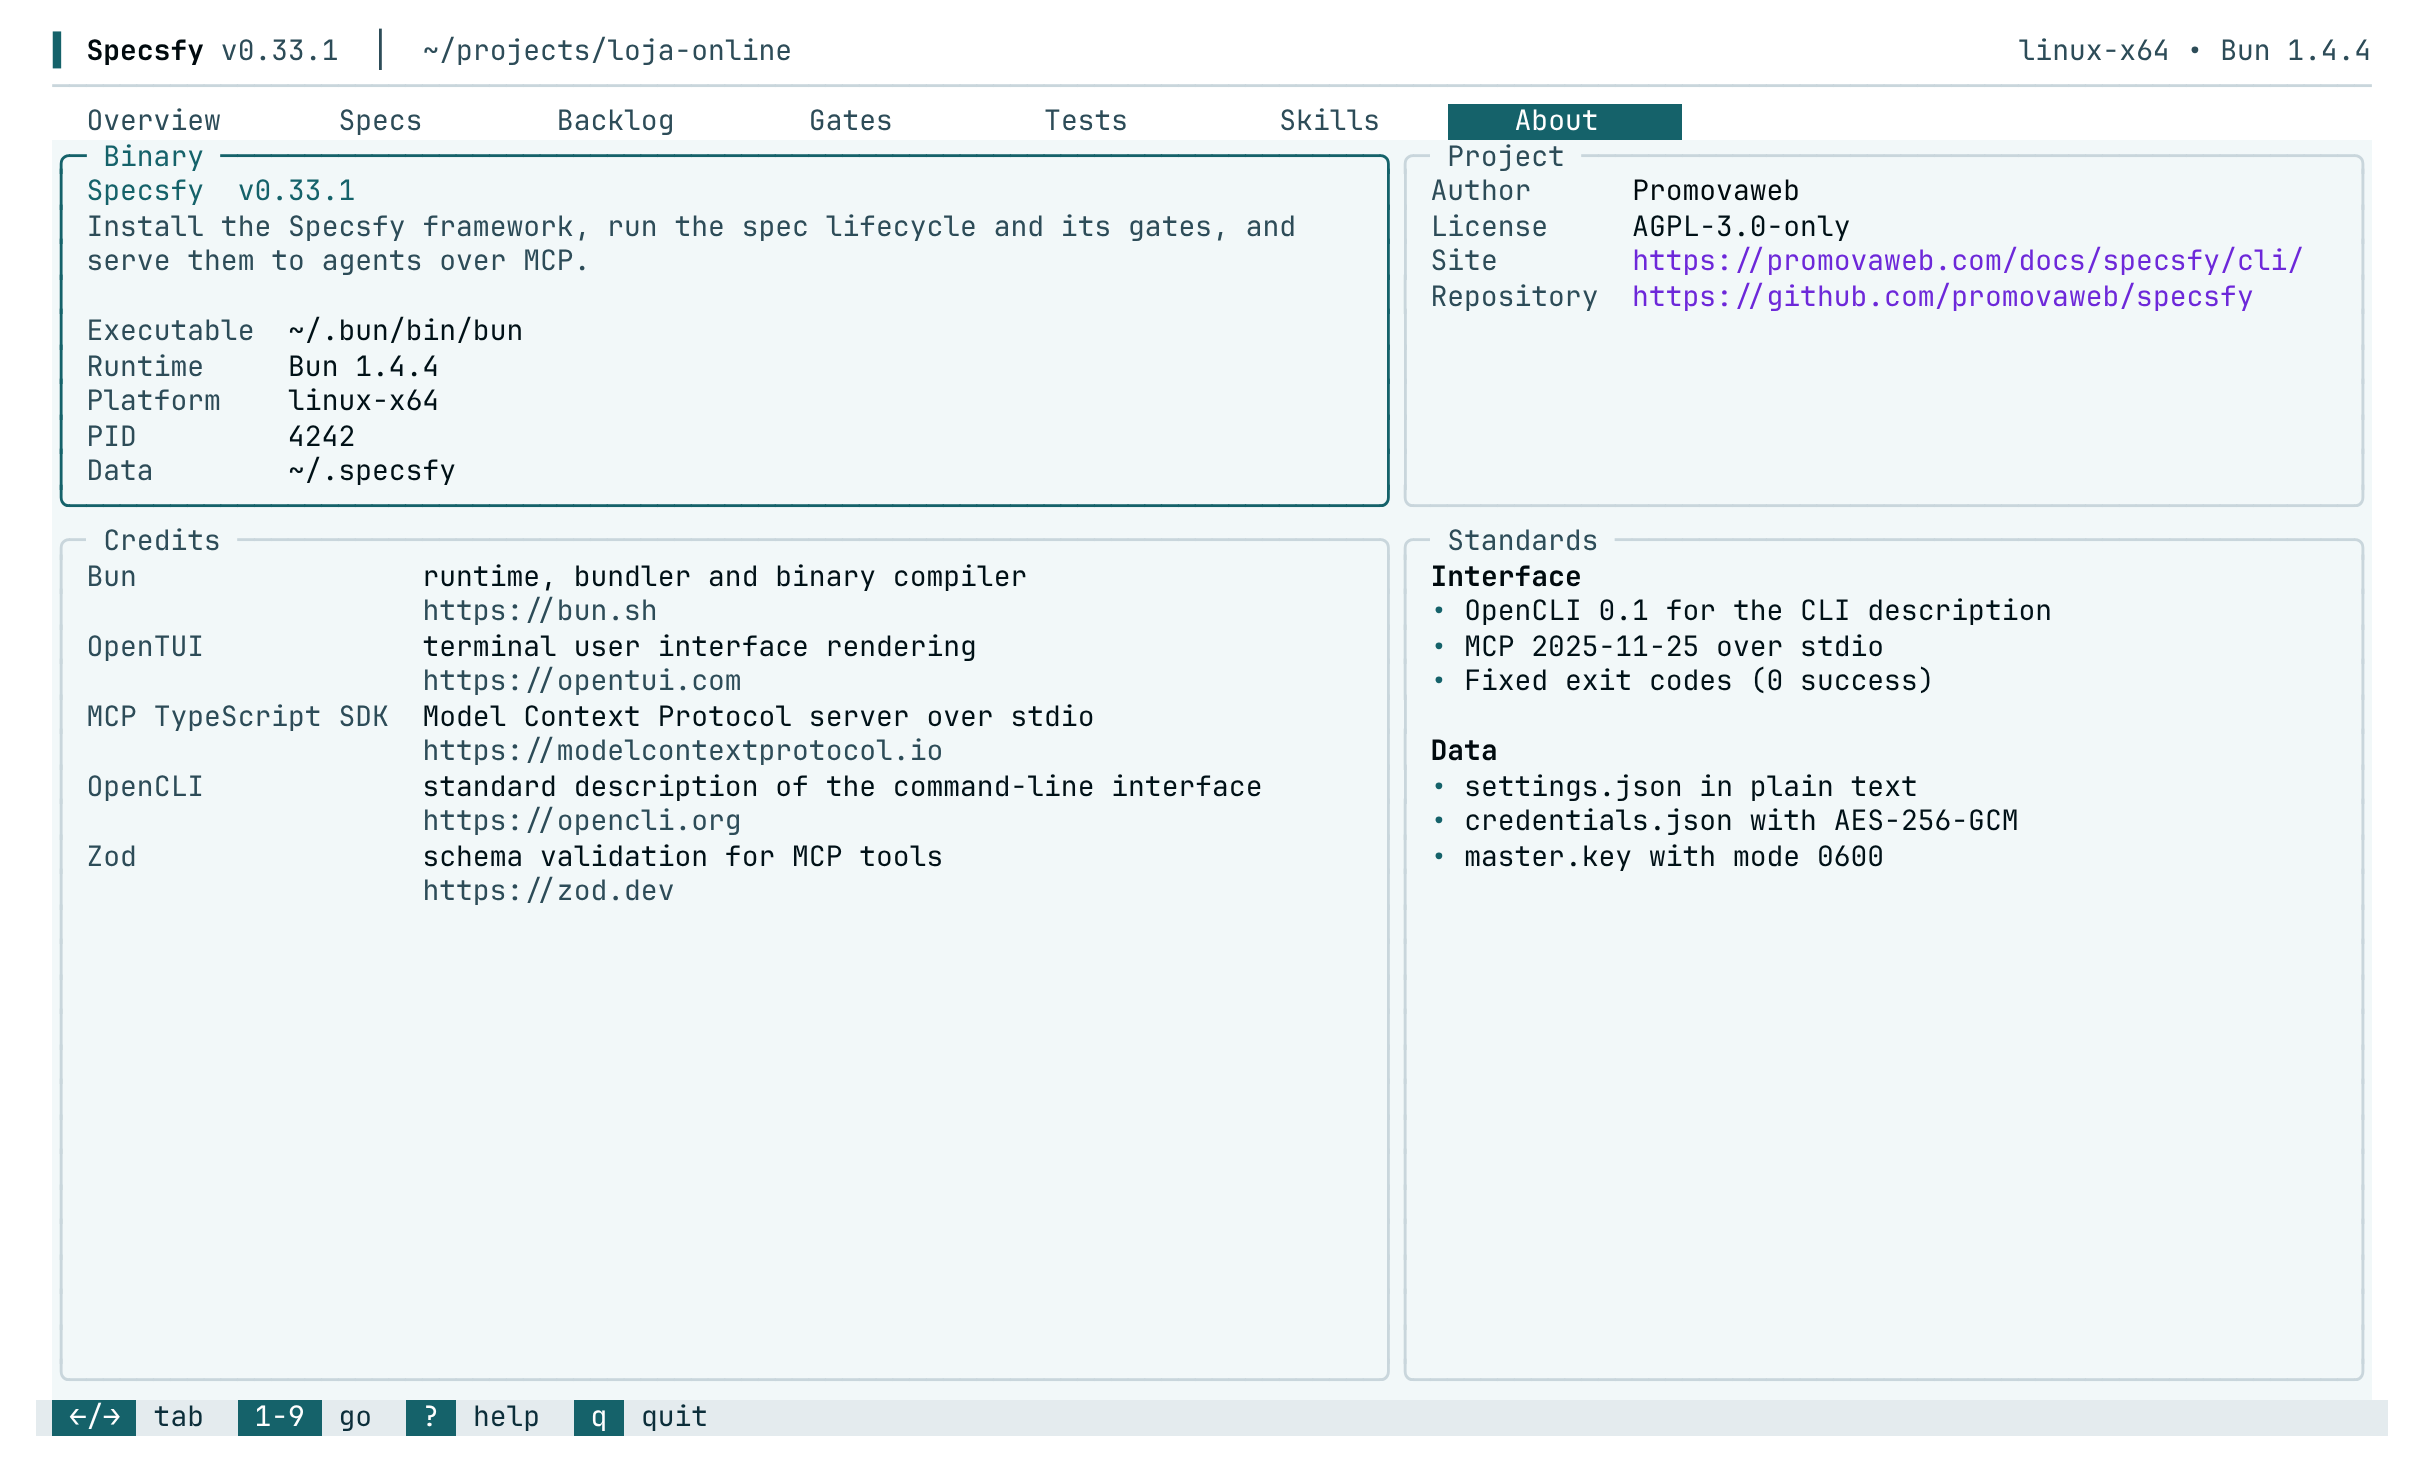 Specsfy v0.33.1 │ ~/projects/loja-online linux-x64 • Bun 1.4.4
Overview Specs Backlog Gates Tests Skills About
Binary
Specsfy v0.33.1
Install the Specsfy framework, run the spec lifecycle and its gates, and
serve them to agents over MCP.
Executable ~/.bun/bin/bun
Runtime Bun 1.4.4
Platform linux-x64
PID 4242
Data ~/.specsfy
Project
Author Promovaweb
License AGPL-3.0-only
Site https://promovaweb.com/docs/specsfy/cli/
Repository https://github.com/promovaweb/specsfy
Credits
Bun runtime, bundler and binary compiler
https://bun.sh
OpenTUI terminal user interface rendering
https://opentui.com
MCP TypeScript SDK Model Context Protocol server over stdio
https://modelcontextprotocol.io
OpenCLI standard description of the command-line interface
https://opencli.org
Zod schema validation for MCP tools
https://zod.dev
Standards
Interface
• OpenCLI 0.1 for the CLI description
• MCP 2025-11-25 over stdio
• Fixed exit codes (0 success)
Data
• settings.json in plain text
• credentials.json with AES-256-GCM
• master.key with mode 0600
←/→ tab 1-9 go ? help q quit